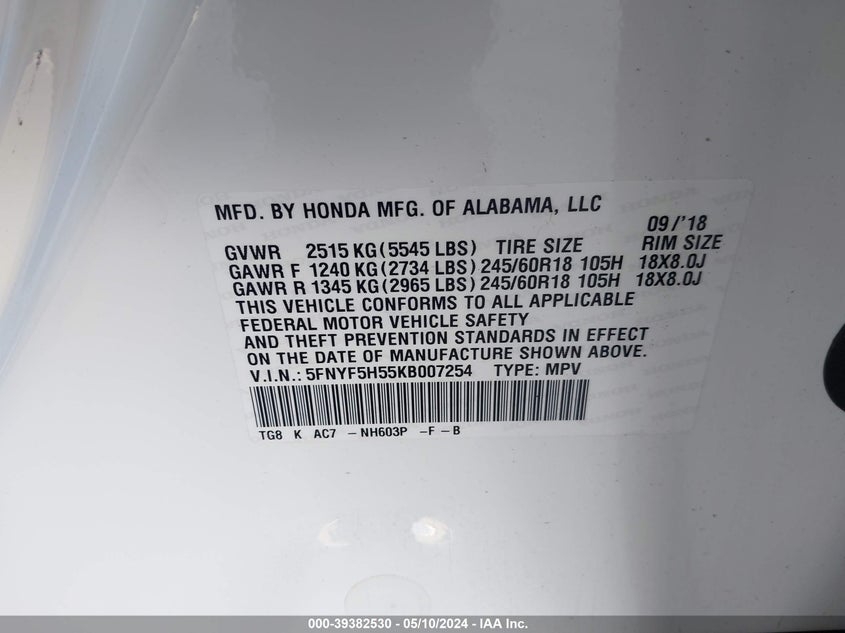 MFD. BY HONDA MFG. OF ALABAMA, LLC
09/'18
GVWR 2515 KG(5545 LBS) TIRE SIZE RIM SIZE
GAWR F 1240 KG(2734 LBS) 245/60R18 105H 18X8.0J
GAWR R 1345 KG(2965 LBS) 245/60R18 105H 18X8.0J
THIS VEHICLE CONFORMS TO ALL APPLICABLE
FEDERAL MOTOR VEHICLE SAFETY
AND THEFT PREVENTION STANDARDS IN EFFECT
ON THE DATE OF MANUFACTURE SHOWN ABOVE.
V.I.N.: 5FNYF5H55KB007254 TYPE: MPV
TG8 K AC7 -NH603P -F-B
000-39382530 - 05/10/2024 - IAA Inc.